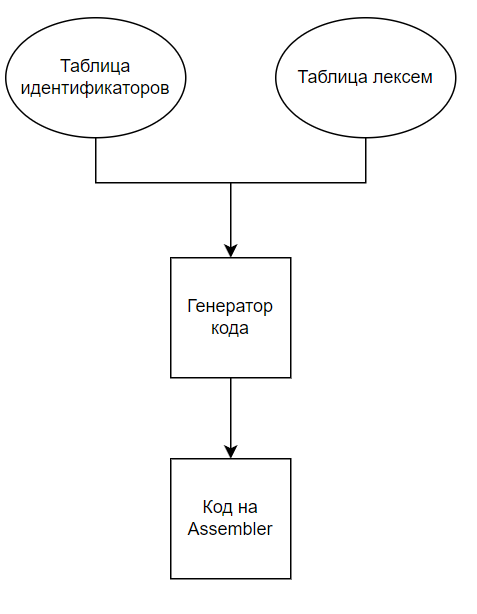 Таблица
идентификаторов
Таблица лексем
Генератор
кода
Код на
Assembler